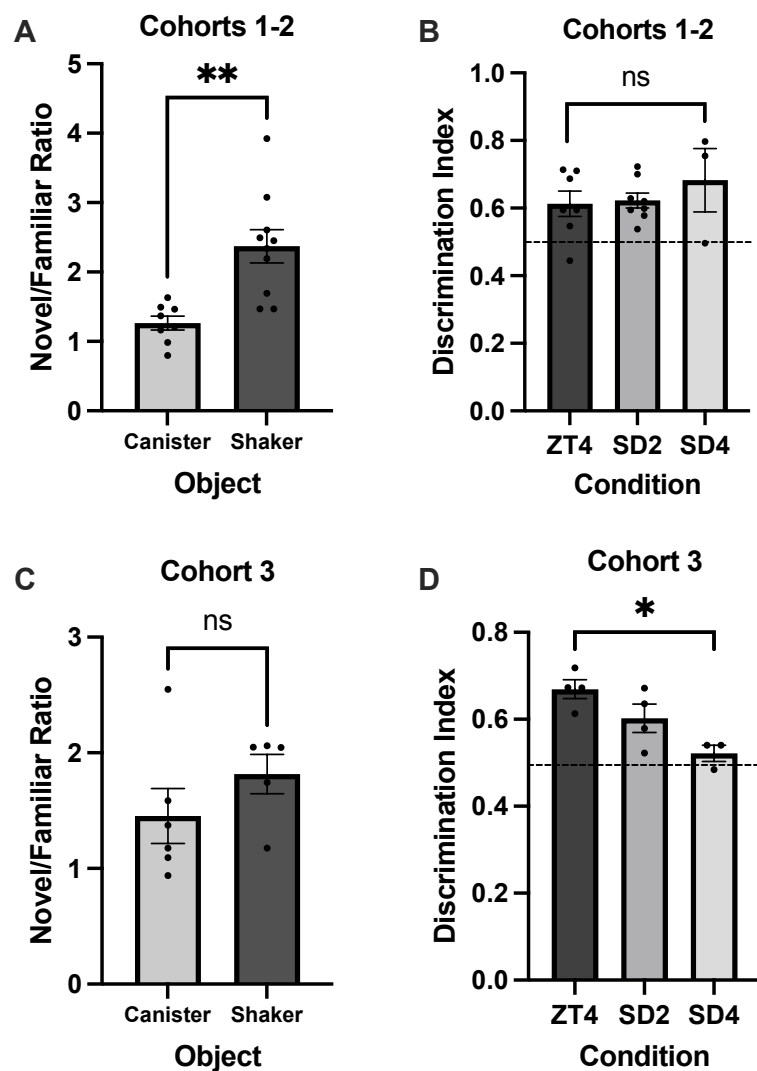 A
Cohorts 1-2
**
Novel/Familiar Ratio
5
4
3
2
1
0
Canister
Shaker
Object
B
Cohorts 1-2
ns
Discrimination Index
1.0
0.8
0.6
0.4
0.2
0.0
ZT4
SD2
SD4
Condition
C
Cohort 3
ns
Novel/Familiar Ratio
3
2
1
0
Canister
Shaker
Object
D
Cohort 3
*
Discrimination Index
0.8
0.6
0.4
0.2
0.0
ZT4
SD2
SD4
Condition